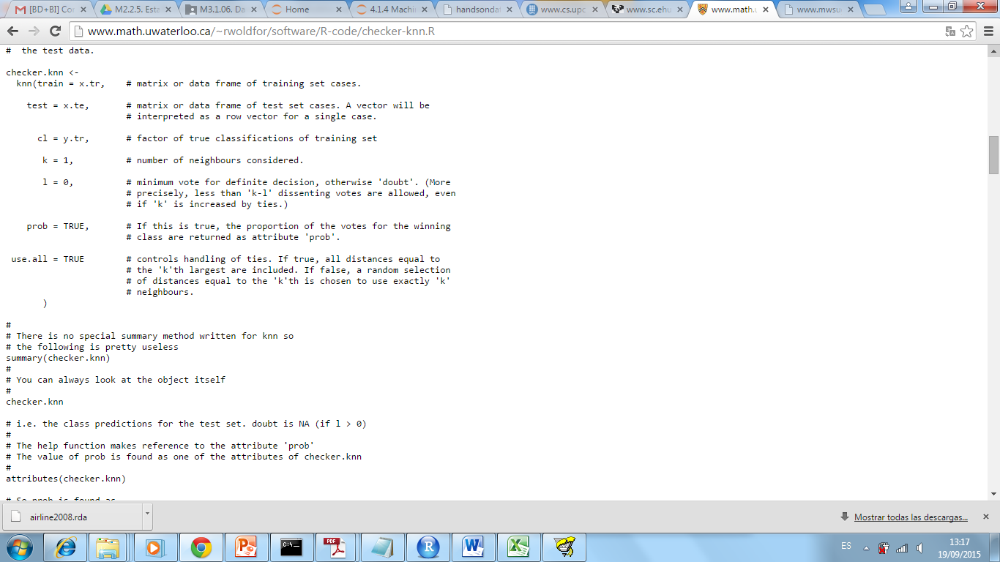 [BD+BI] Co
M2.2.5. Esta
M3.1.06. Da
Home
4.1.4 Machi
handsonda
www.cs.upc
www.sc.ehu
www.math.u
www.mwsu
www.math.uwaterloo.ca/~rwoldfor/software/R-code/checker-knn.R
#  the test data.
checker.knn <-
knn(train = x.tr,    # matrix or data frame of training set cases.
test = x.te,       # matrix or data frame of test set cases. A vector will be
# interpreted as a row vector for a single case.
cl = y.tr,       # factor of true classifications of training set
k = 1,          # number of neighbours considered.
l = 0,          # minimum vote for definite decision, otherwise 'doubt'. (More
# precisely, less than 'k-l' dissenting votes are allowed, even
# if 'k' is increased by ties.)
prob = TRUE,       # If this is true, the proportion of the votes for the winning
# class are returned as attribute 'prob'.
use.all = TRUE        # controls handling of ties. If true, all distances equal to
# the 'k'th largest are included. If false, a random selection
# of distances equal to the 'k'th is chosen to use exactly 'k'
# neighbours.
)
#
# There is no special summary method written for knn so
# the following is pretty useless
summary(checker.knn)
#
# You can always look at the object itself
#
checker.knn
# i.e. the class predictions for the test set. doubt is NA (if l > 0)
#
# The help function makes reference to the attribute 'prob'
# The value of prob is found as one of the attributes of checker.knn
#
attributes(checker.knn)
# So prob is found as
airline2008.rda
Mostrar todas las descargas...
ES
13:17
19/09/2015